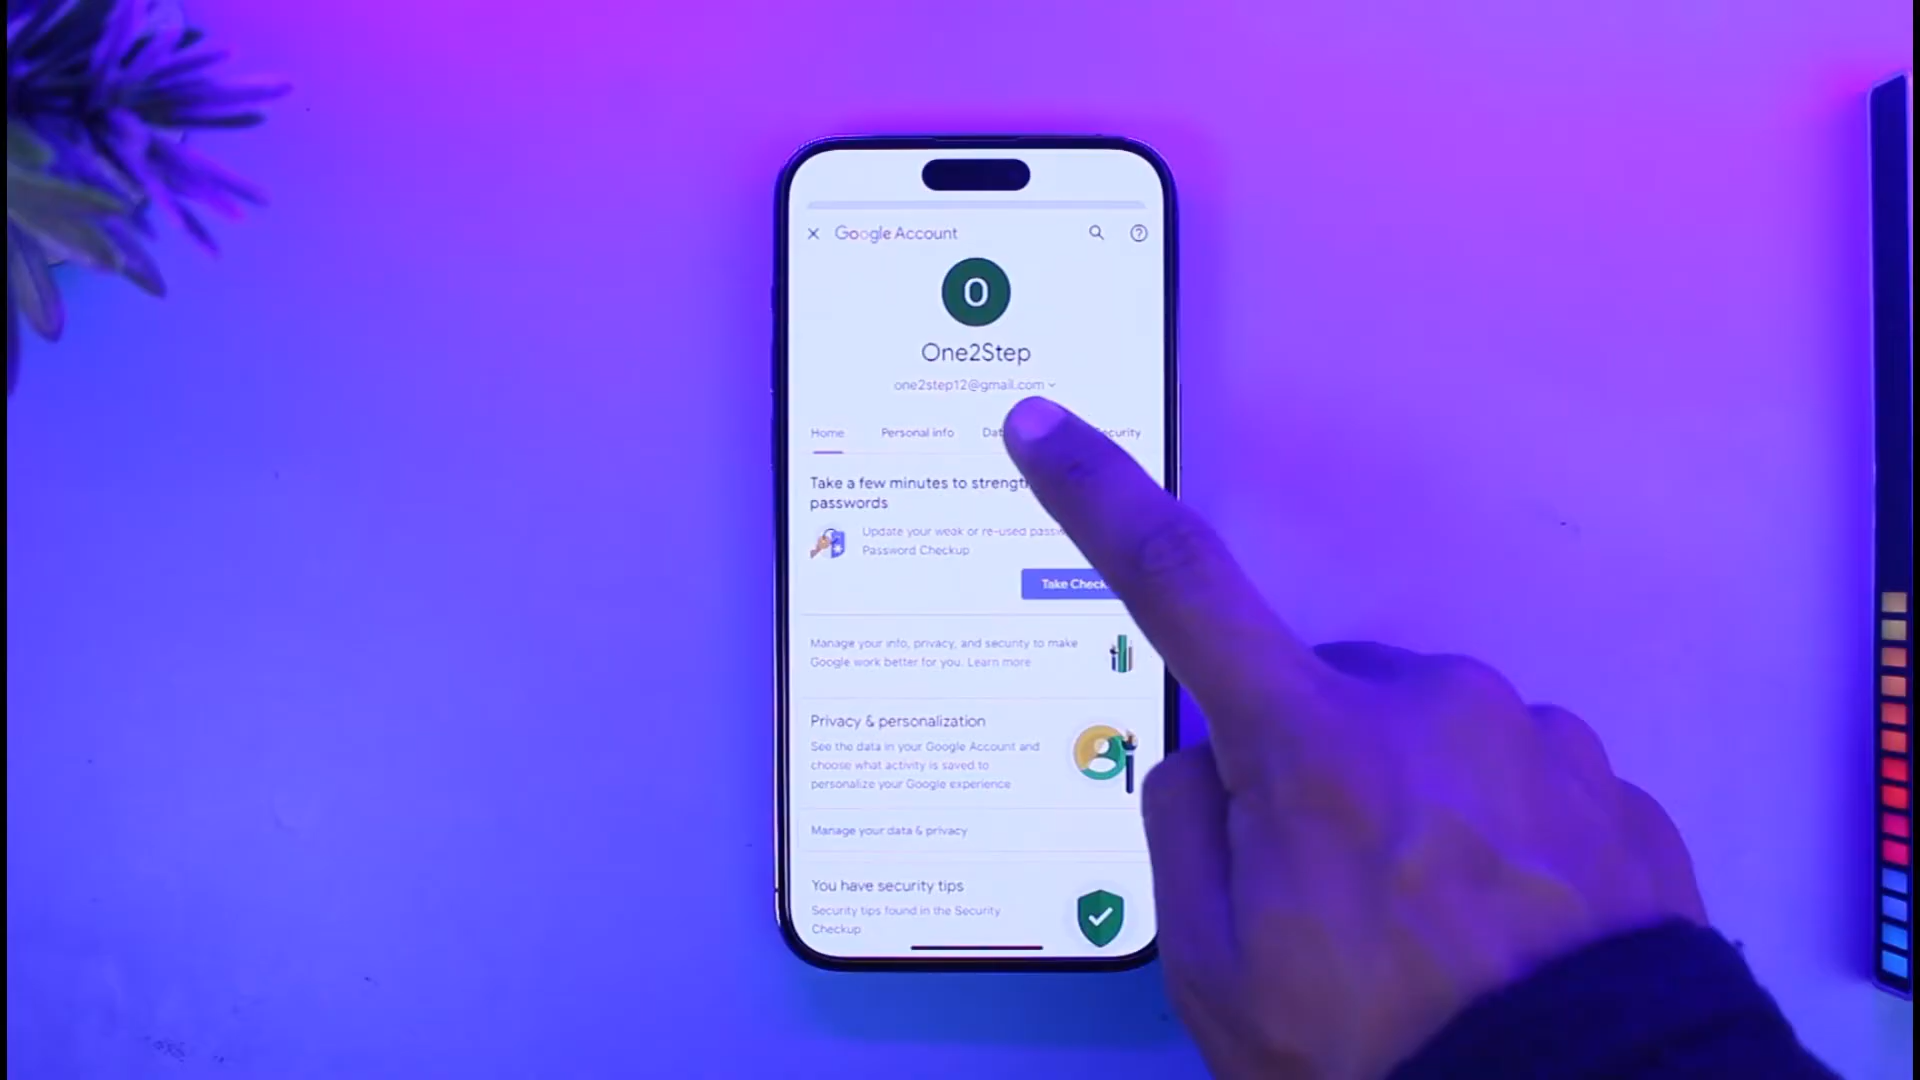 Google Account
O
One2Step
one2step12@gmail.com
Home Personal info Security
Take a few minutes to
passwords
Update your weak or re-used
Password Checkup
Take
Manage your info, privacy, and security to make
Google work better for you. Learn more
Privacy & personalization
See the data in your Google Account and
choose what activity is saved to
personalize your Google experience
Manage your data & privacy
You have security tips
Security tips found in the Security
Checkup